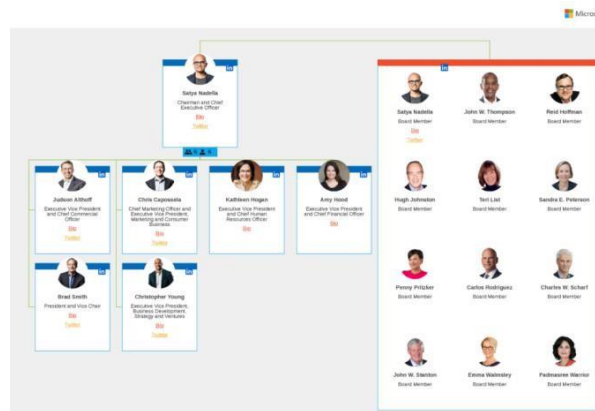 Micros
Satya Nadella
Chairman and Chief
Executive Officer
Bio
Twitter
6 6
Judson Althoff
Executive Vice President
and Chief Commercial
Officer
Bio
Twitter
Chris Capossela
Chief Marketing Officer and
Executive Vice President,
Marketing and Consumer
Business
Bio
Twitter
Kathleen Hogan
Executive Vice President
and Chief Human
Resources Officer
Bio
Amy Hood
Executive Vice President
and Chief Financial Officer
Bio
Brad Smith
President and Vice Chair
Bio
Twitter
Christopher Young
Executive Vice President,
Business Development,
Strategy and Ventures
Bio
Twitter
Satya Nadella
Board Member
Bio
Twitter
John W. Thompson
Board Member
Reid Hoffman
Board Member
Hugh Johnston
Board Member
Teri List
Board Member
Sandra E. Peterson
Board Member
Penny Pritzker
Board Member
Carlos Rodriguez
Board Member
Charles W. Scharf
Board Member
John W. Stanton
Board Member
Emma Walmsley
Board Member
Padmasree Warrior
Board Member